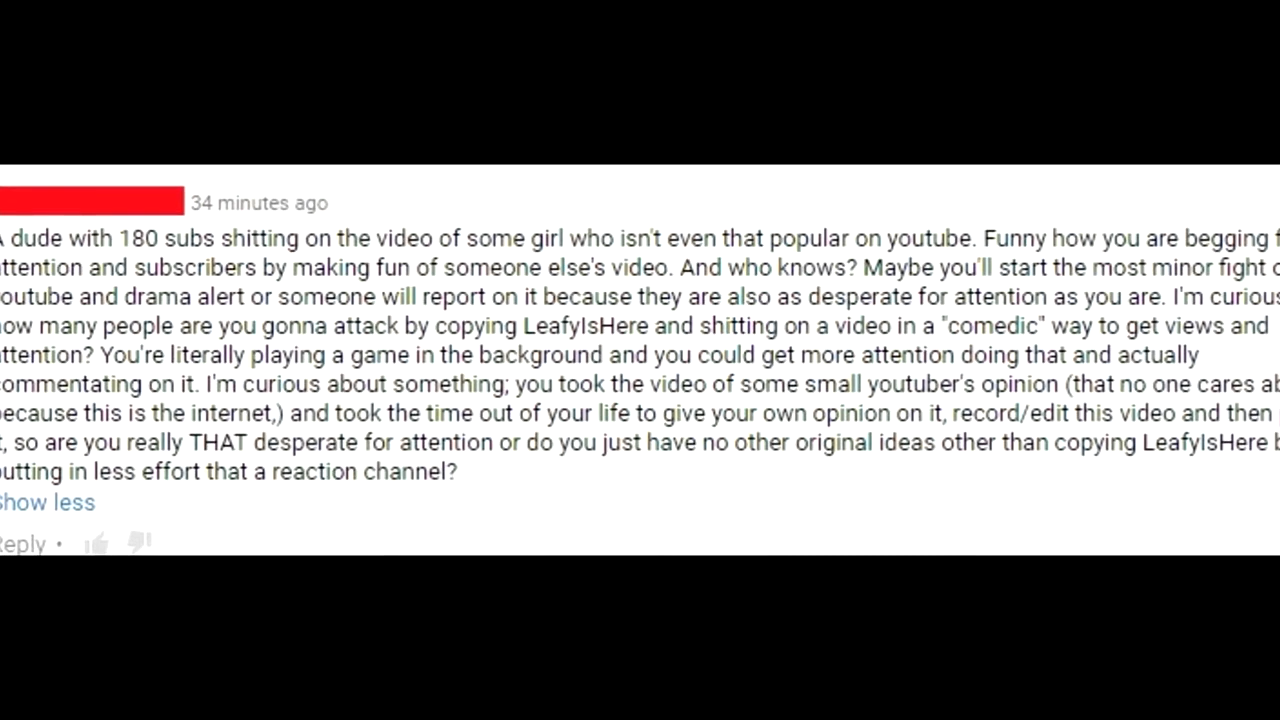 34 minutes ago
A dude with 180 subs shitting on the video of some girl who isn't even that popular on youtube. Funny how you are begging f
ttention and subscribers by making fun of someone else's video. And who knows? Maybe you'll start the most minor fight o
outube and drama alert or someone will report on it because they are also as desperate for attention as you are. I'm curious
ow many people are you gonna attack by copying LeafyIsHere and shitting on a video in a "comedic" way to get views and
ttention? You're literally playing a game in the background and you could get more attention doing that and actually
commentating on it. I'm curious about something; you took the video of some small youtuber's opinion (that no one cares ab
because this is the internet,) and took the time out of your life to give your own opinion on it, record/edit this video and then
t, so are you really THAT desperate for attention or do you just have no other original ideas other than copying LeafyIsHere b
putting in less effort that a reaction channel?
Show less
Reply •